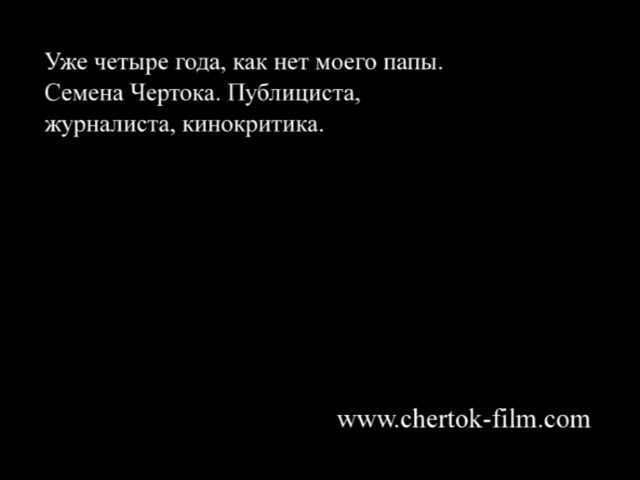 Уже четыре года, как нет моего папы.
Семена Чертока. Публициста,
журналиста, кинокритика.
www.chertok-film.com